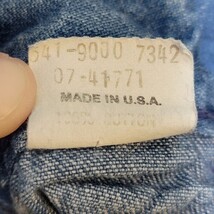 541-9000 7342
07-41771
MADE IN U.S.A.
100% COTTON